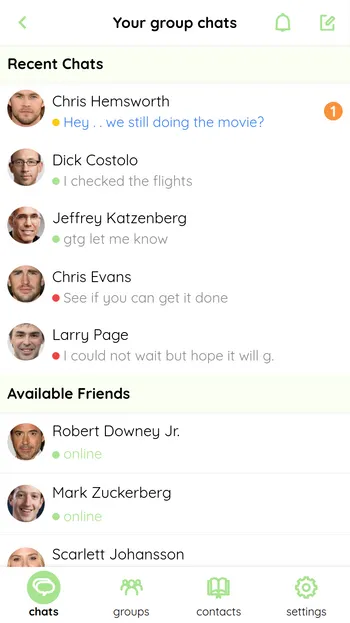 Your group chats
Recent Chats
Chris Hemsworth
Hey . . we still doing the movie?
1
Dick Costolo
I checked the flights
Jeffrey Katzenberg
gtg let me know
Chris Evans
See if you can get it done
Larry Page
I could not wait but hope it will g.
Available Friends
Robert Downey Jr.
online
Mark Zuckerberg
online
Scarlett Johansson
chats groups contacts settings